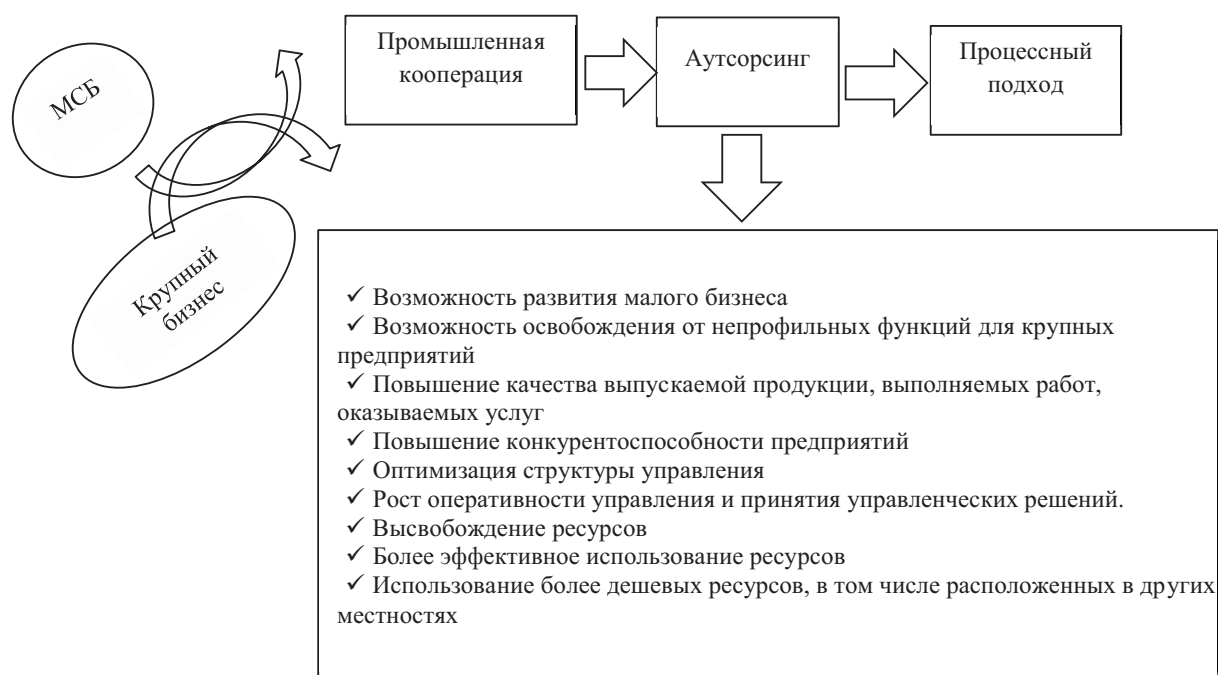 МСБ
Крупный
бизнес
Промышленная
кооперация
Аутсорсинг
Процессный
подход
✓ Возможность развития малого бизнеса
✓ Возможность освобождения от непрофильных функций для крупных
предприятий
✓ Повышение качества выпускаемой продукции, выполняемых работ,
оказываемых услуг
✓ Повышение конкурентоспособности предприятий
✓ Оптимизация структуры управления
✓ Рост оперативности управления и принятия управленческих решений.
✓ Высвобождение ресурсов
✓ Более эффективное использование ресурсов
✓ Использование более дешевых ресурсов, в том числе расположенных в других
местностях